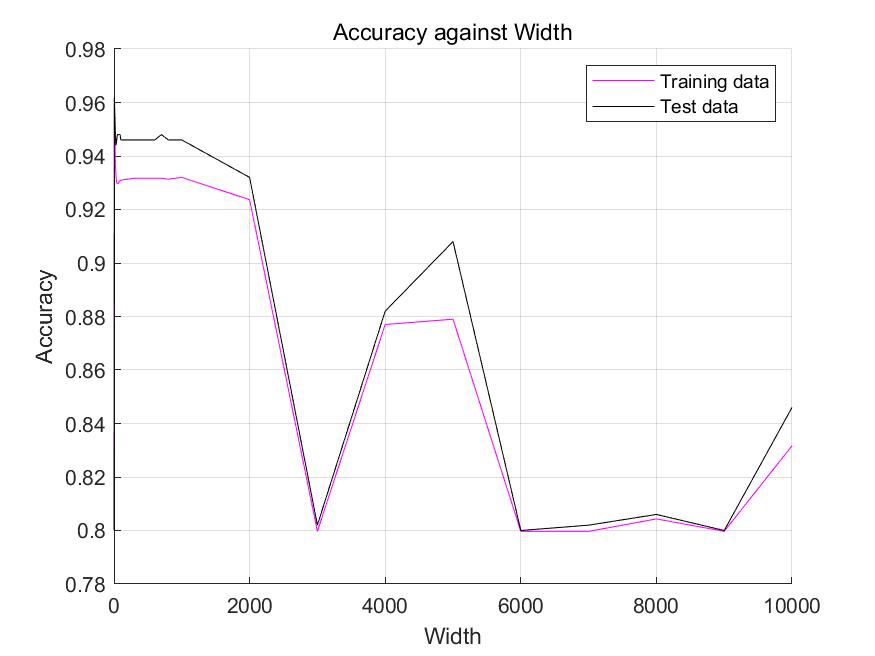 Accuracy against Width
0.98
0.96
0.94
0.92
0.9
0.88
0.86
0.84
0.82
0.8
0.78
Accuracy
Training data
Test data
0 2000 4000 6000 8000 10000
Width